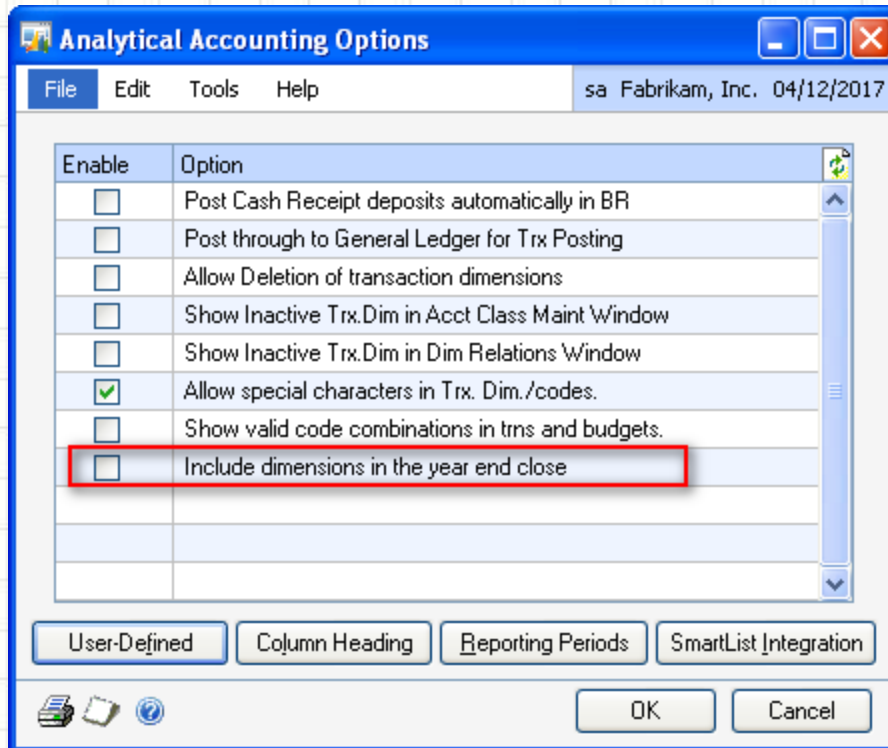 Analytical Accounting Options
File Edit Tools Help sa Fabrikam, Inc. 04/12/2017
Enable Option
Post Cash Receipt deposits automatically in BR
Post through to General Ledger for Trx Posting
Allow Deletion of transaction dimensions
Show Inactive Trx.Dim in Acct Class Maint Window
Show Inactive Trx.Dim in Dim Relations Window
Allow special characters in Trx. Dim./codes.
Show valid code combinations in trns and budgets.
Include dimensions in the year end close
User-Defined Column Heading Reporting Periods SmartList Integration
OK Cancel